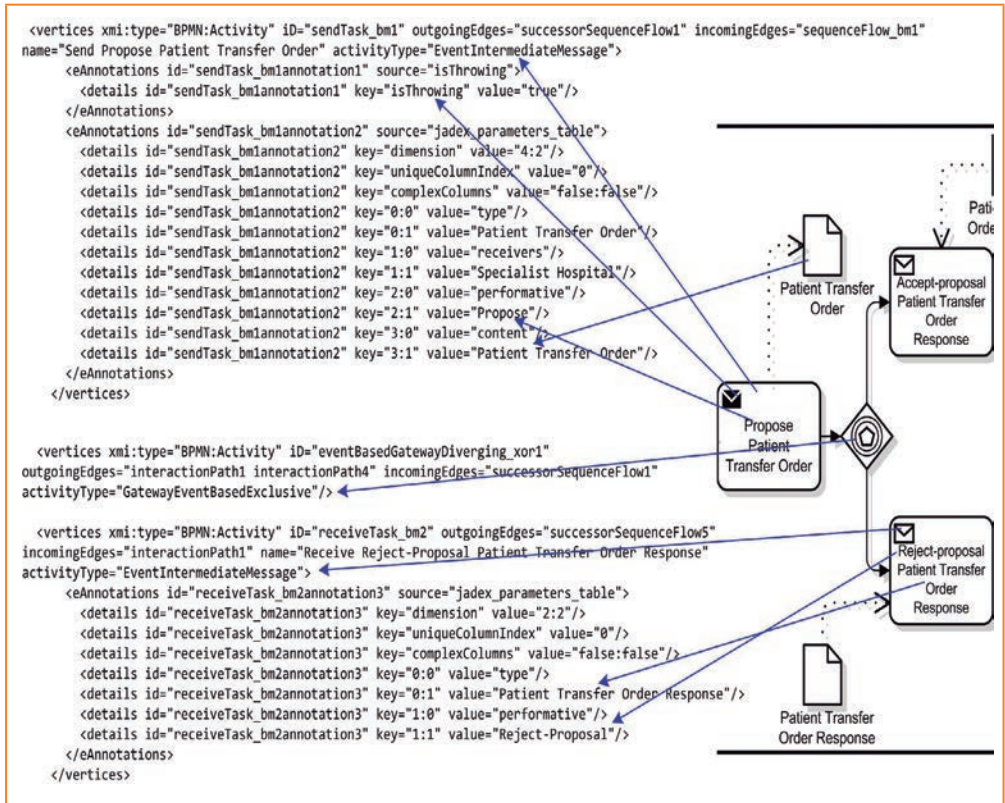 <vertices xmi:type="BPMN:Activity" iD="sendTask_bm1" outgoingEdges="successorSequenceFlow1" incomingEdges="sequenceFlow_bm1"
name="Send Propose Patient Transfer Order" activityType="EventIntermediateMessage">
<eAnnotations id="sendTask_bm1annotation1" source="isThrowing">
<details id="sendTask_bm1annotation1" key="isThrowing" value="true"/>
</eAnnotations>
<eAnnotations id="sendTask_bm1annotation2" source="jadex_parameters_table">
<details id="sendTask_bm1annotation2" key="dimension" value="4:2"/>
<details id="sendTask_bm1annotation2" key="uniqueColumnIndex" value="0"/>
<details id="sendTask_bm1annotation2" key="complexColumns" value="false:false"/>
<details id="sendTask_bm1annotation2" key="0:0" value="type"/>
<details id="sendTask_bm1annotation2" key="0:1" value="Patient Transfer Order"/>
<details id="sendTask_bm1annotation2" key="1:0" value="receivers"/>
<details id="sendTask_bm1annotation2" key="1:1" value="Specialist Hospital"/>
<details id="sendTask_bm1annotation2" key="2:0" value="performative"/>
<details id="sendTask_bm1annotation2" key="2:1" value="Propose"/>
<details id="sendTask_bm1annotation2" key="3:0" value="content"/>
<details id="sendTask_bm1annotation2" key="3:1" value="Patient Transfer Order"/>
</eAnnotations>
</vertices>
<vertices xmi:type="BPMN:Activity" iD="eventBasedGatewayDiverging_xor1"
outgoingEdges="interactionPath1 interactionPath4" incomingEdges="successorSequenceFlow1"
activityType="GatewayEventBasedExclusive"/>
<vertices xmi:type="BPMN:Activity" iD="receiveTask_bm2" outgoingEdges="successorSequenceFlow5"
incomingEdges="interactionPath1" name="Receive Reject-Proposal Patient Transfer Order Response"
activityType="EventIntermediateMessage">
<eAnnotations id="receiveTask_bm2annotation3" source="jadex_parameters_table">
<details id="receiveTask_bm2annotation3" key="dimension" value="2:2"/>
<details id="receiveTask_bm2annotation3" key="uniqueColumnIndex" value="0"/>
<details id="receiveTask_bm2annotation3" key="complexColumns" value="false:false"/>
<details id="receiveTask_bm2annotation3" key="0:0" value="type"/>
<details id="receiveTask_bm2annotation3" key="0:1" value="Patient Transfer Order Response"/>
<details id="receiveTask_bm2annotation3" key="1:0" value="performative"/>
<details id="receiveTask_bm2annotation3" key="1:1" value="Reject-Proposal"/>
</eAnnotations>
</vertices>
Pati
Orde
Patient Transfer
Order
Accept-proposal
Patient Transfer
Order
Response
Propose
Patient
Transfer Order
Reject-proposal
Patient Transfer
Order
Response
Patient Transfer
Order Response